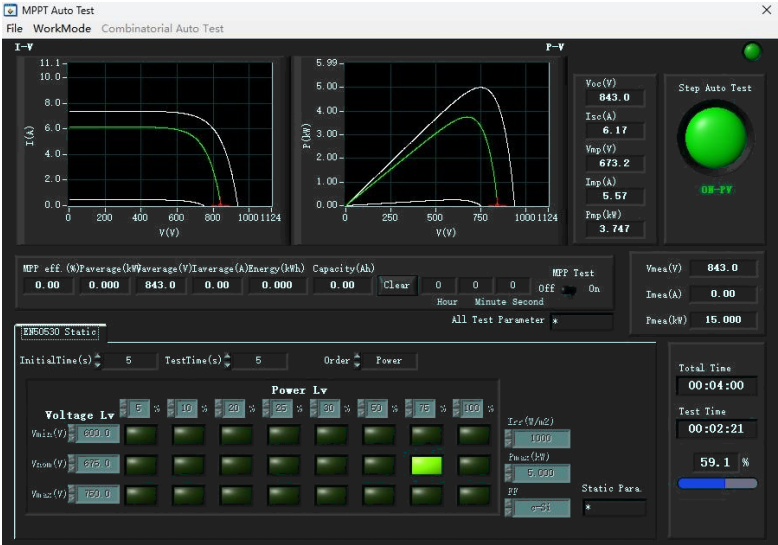 MPPT Auto Test
File WorkMode Combinatorial Auto Test
I-V
P-V
11.1
10.0
8.0
6.0
4.0
2.0
0.0
I(A)
0 200 400 600 800 1000 1124
V(V)
5.99
5.00
4.00
3.00
2.00
1.00
0.00
P(kW)
0 250 500 750 1000 1124
V(V)
Voc(V)
843.0
Isc(A)
6.17
Vmp(V)
673.2
Imp(A)
5.57
Pmp(kW)
3.747
Step Auto Test
ON-PV
MPP eff. (%) Paverage(kW) Vaverage(V) Iaverage(A) Energy(kWh) Capacity(Ah)
0.00 0.000 843.0 0.00 0.000 0.00 Clear 0 0 0
Hour Minute Second
MPP Test
Off On
All Test Parameter *
Vmea(V) 843.0
Imea(A) 0.00
Pmea(kW) 15.000
EN50530 Static
InitialTime(s) 5 TestTime(s) 5 Order Power
Power Lv
Voltage Lv 5 % 10 % 20 % 25 % 30 % 50 % 75 % 100 %
Vmin(V) 600.0
Vnom(V) 675.0
Vmax(V) 750.0
Irr(W/m2)
1000
Pmax(kW)
5.000
FF
σ-Si
Static Para.
*
Total Time
00:04:00
Test Time
00:02:21
59.1 %